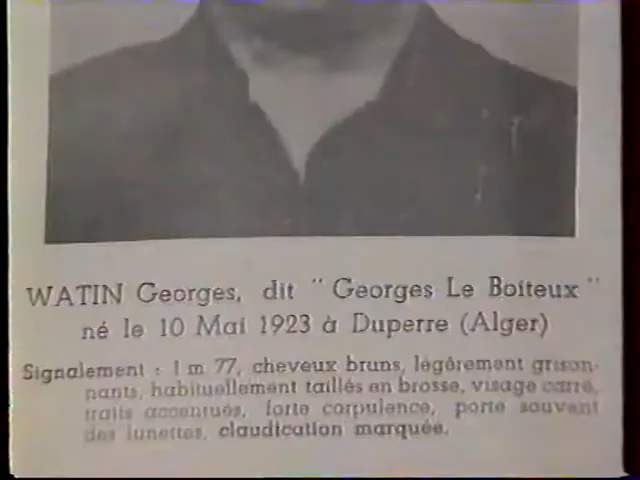 WATIN Georges, dit " Georges Le Boiteux "
né le 10 Mai 1923 à Duperre (Alger)
Signalement : 1 m 77, cheveux bruns, légèrement grison-
nants, habituellement taillés en brosse, visage carré,
traits accentués, forte corpulence, porte souvent
des lunettes, claudication marquée.